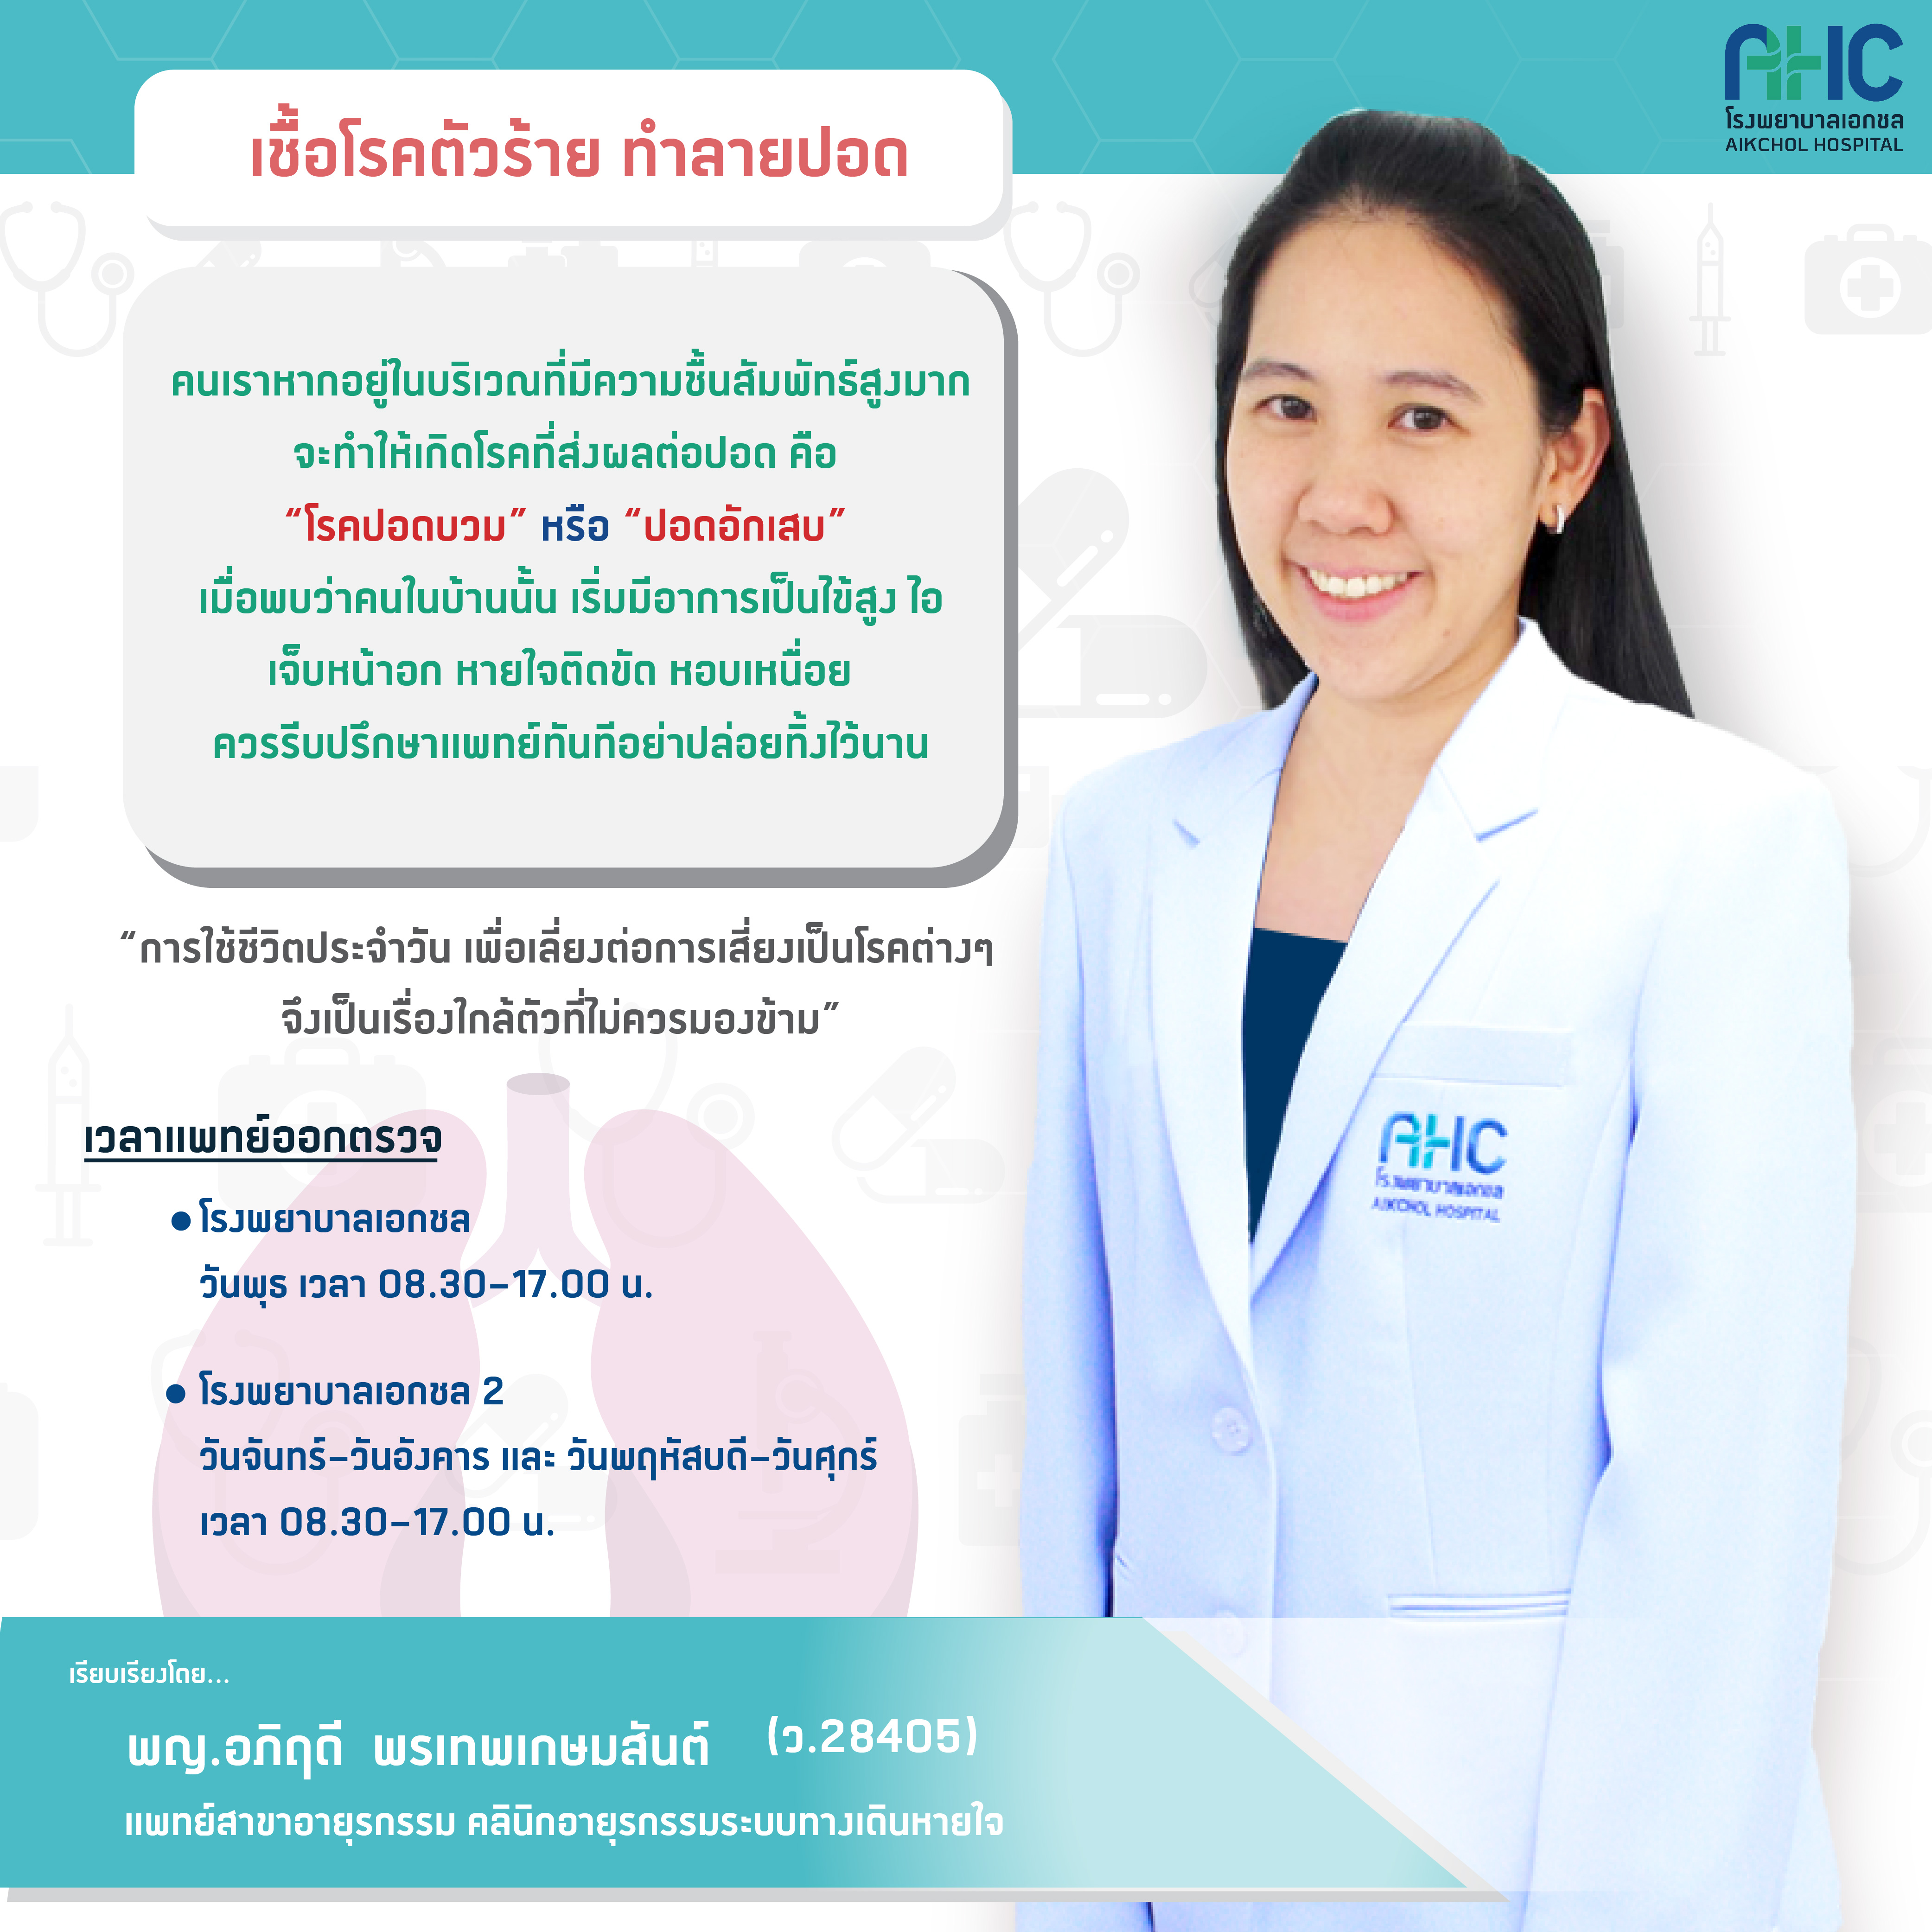 AHIC
โรงพยาบาลเอกชล
AIKCHOL HOSPITAL
เชื้อโรคตัวร้าย ทำลายปอด
คนเราหากอยู่ในบริเวณที่มีความชื้นสัมพัทธ์สูงมาก
จะทำให้เกิดโรคที่ส่งผลต่อปอด คือ
“โรคปอดบวม” หรือ “ปอดอักเสบ”
เมื่อพบว่าคนในบ้านนั้น เริ่มมีอาการเป็นไข้สูง ไอ
เจ็บหน้าอก หายใจติดขัด หอบเหนื่อย
ควรรีบปรึกษาแพทย์ทันทีอย่าปล่อยทิ้งไว้นาน
“การใช้ชีวิตประจำวัน เพื่อเลี่ยงต่อการเสี่ยงเป็นโรคต่างๆ
จึงเป็นเรื่องใกล้ตัวที่ไม่ควรมองข้าม”
เวลาแพทย์ออกตรวจ
• โรงพยาบาลเอกชล
วันพุธ เวลา 08.30-17.00 น.
• โรงพยาบาลเอกชล 2
วันจันทร์-วันอังคาร และ วันพฤหัสบดี-วันศุกร์
เวลา 08.30-17.00 น.
AHIC
โรงพยาบาลเอกชล
AIKCHOL HOSPITAL
เรียบเรียงโดย...
พญ.อภิฤดี พรเทพเกษมสันต์ (ว.28405)
แพทย์สาขาอายุรกรรม คลินิกอายุรกรรมระบบทางเดินหายใจ